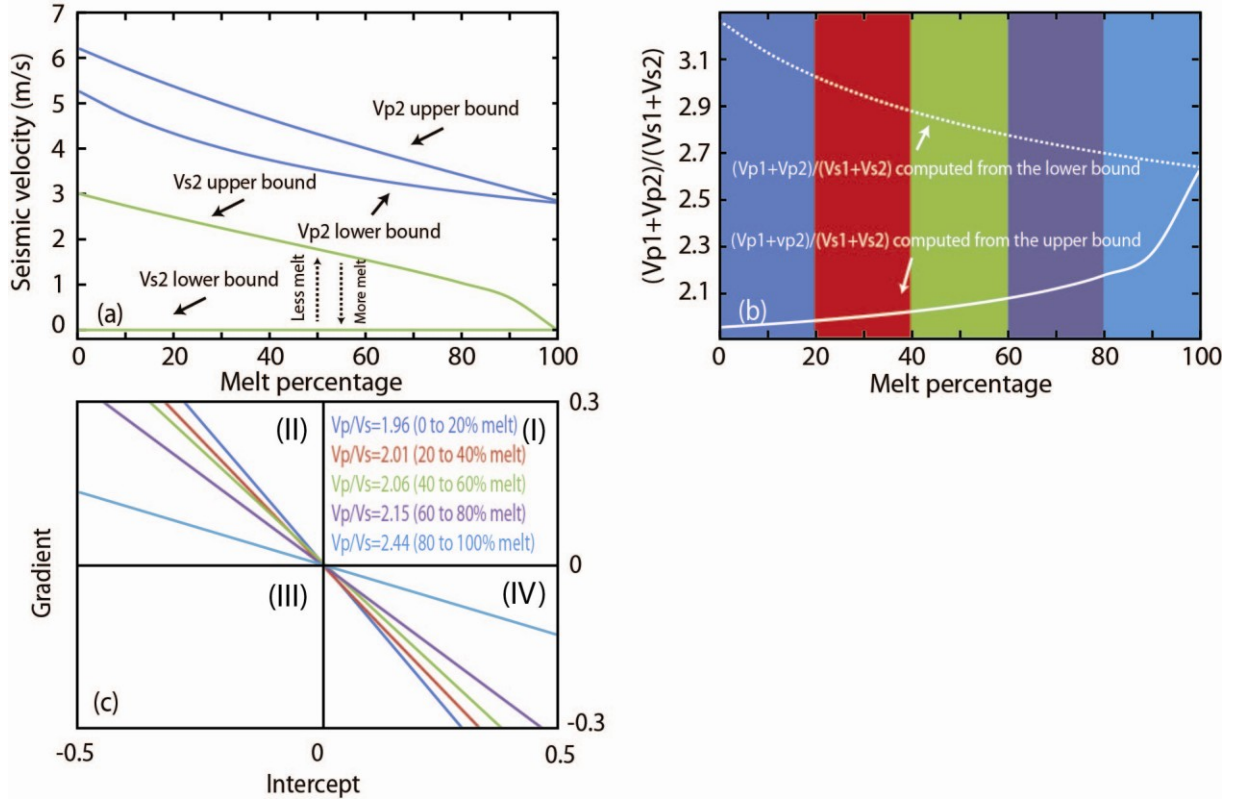 Seismic velocity (m/s)
6
5
4
3
2
1
0
Vp2 upper bound
Vs2 upper bound
Vp2 lower bound
Vs2 lower bound
Less melt
More melt
(a)
0 20 40 60 80 100
Melt percentage
(Vp1+Vp2)/(Vs1+Vs2)
3.1
2.9
2.7
2.5
2.3
2.1
(Vp1+Vp2)/(Vs1+Vs2) computed from the lower bound
(Vp1+vp2)/(Vs1+Vs2) computed from the upper bound
(b)
0 20 40 60 80 100
Melt percentage
Gradient
(II)
(I)
0.3
Vp/Vs=1.96 (0 to 20% melt)
Vp/Vs=2.01 (20 to 40% melt)
Vp/Vs=2.06 (40 to 60% melt)
Vp/Vs=2.15 (60 to 80% melt)
Vp/Vs=2.44 (80 to 100% melt)
0
(III)
(IV)
(c)
-0.3
-0.5 0 0.5
Intercept